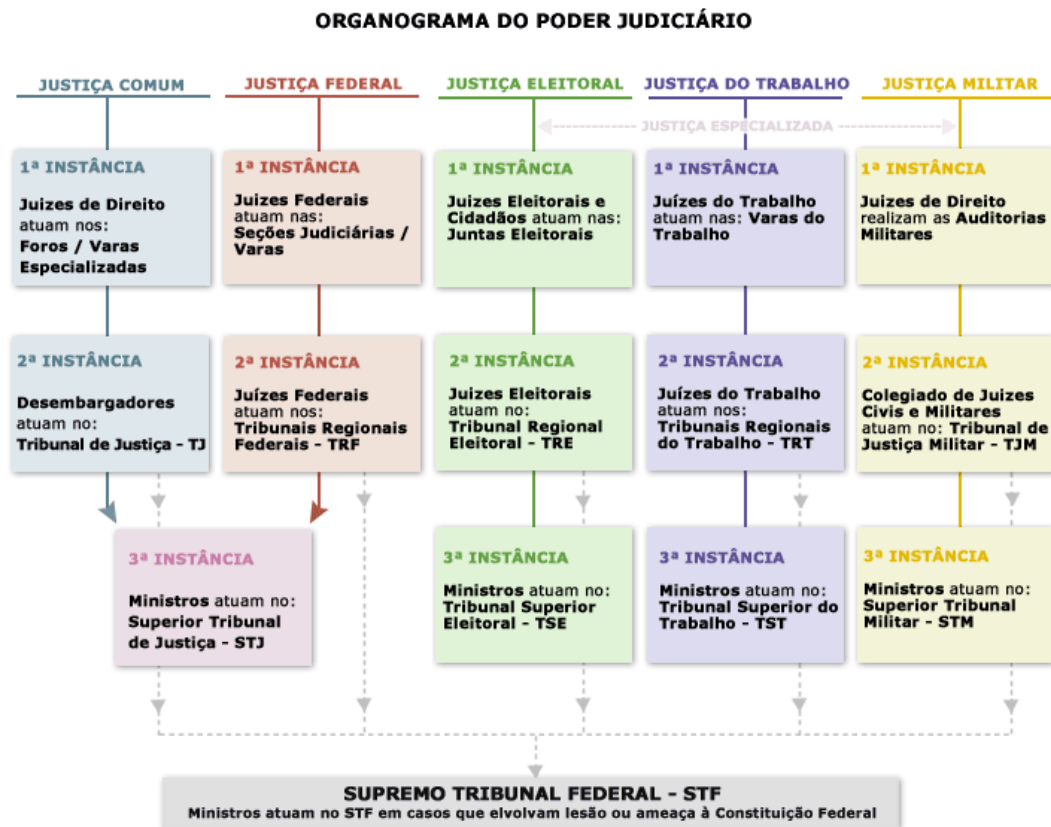 ORGANOGRAMA DO PODER JUDICIÁRIO
JUSTIÇA COMUM
JUSTIÇA FEDERAL
JUSTIÇA ELEITORAL
JUSTIÇA DO TRABALHO
JUSTIÇA MILITAR
JUSTIÇA ESPECIALIZADA
1ª INSTÂNCIA
Juizes de Direito
atuam nos:
Foros / Varas
Especializadas
1ª INSTÂNCIA
Juizes Federais
atuam nas:
Seções Judiciárias /
Varas
1ª INSTÂNCIA
Juizes Eleitorais e
Cidadãos atuam nas:
Juntas Eleitorais
1ª INSTÂNCIA
Juízes do Trabalho
atuam nas: Varas do
Trabalho
1ª INSTÂNCIA
Juizes de Direito
realizam as Auditorias
Militares
2ª INSTÂNCIA
Desembargadores
atuam no:
Tribunal de Justiça - TJ
2ª INSTÂNCIA
Juízes Federais
atuam nos:
Tribunais Regionais
Federais - TRF
2ª INSTÂNCIA
Juizes Eleitorais
atuam no:
Tribunal Regional
Eleitoral - TRE
2ª INSTÂNCIA
Juízes do Trabalho
atuam nos:
Tribunais Regionais
do Trabalho - TRT
2ª INSTÂNCIA
Colegiado de Juizes
Civis e Militares
atuam no: Tribunal de
Justiça Militar - TJM
3ª INSTÂNCIA
Ministros atuam no:
Superior Tribunal
de Justiça - STJ
3ª INSTÂNCIA
Ministros atuam no:
Tribunal Superior
Eleitoral - TSE
3ª INSTÂNCIA
Ministros atuam no:
Tribunal Superior do
Trabalho - TST
3ª INSTÂNCIA
Ministros atuam no:
Superior Tribunal
Militar - STM
SUPREMO TRIBUNAL FEDERAL - STF
Ministros atuam no STF em casos que elvolvam lesão ou ameaça à Constituição Federal